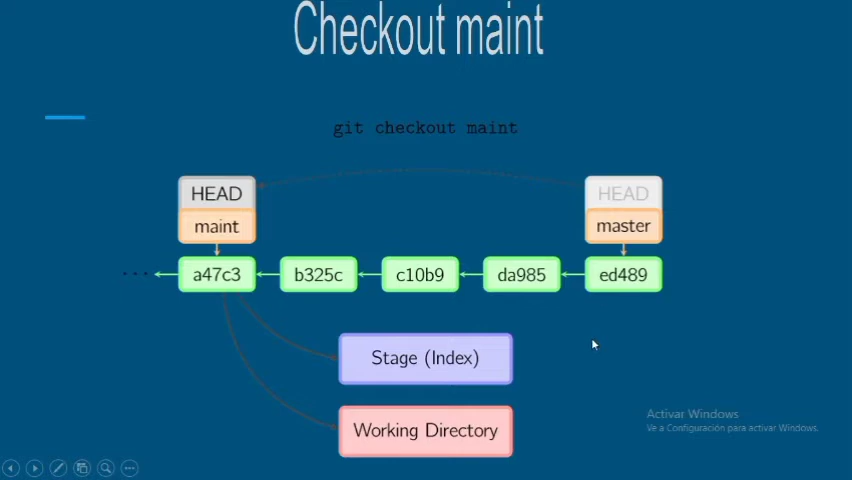 Checkout maint
git checkout maint
HEAD
HEAD
maint
master
...
a47c3
b325c
c10b9
da985
ed489
Stage (Index)
Working Directory
Activar Windows
Ve a Configuración para activar Windows.